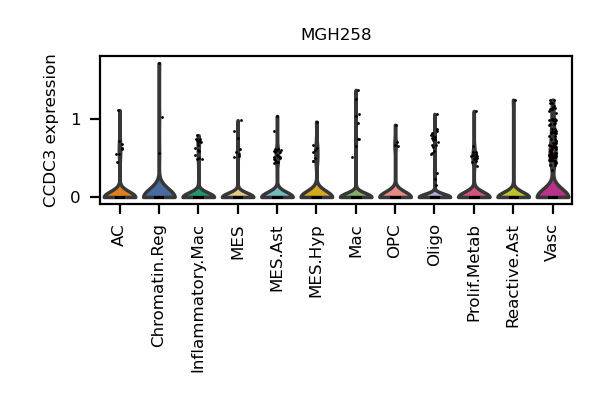 MGH258
CCDC3 expression
1
0
AC
Chromatin.Reg
Inflammatory.Mac
MES
MES.Ast
MES.Hyp
Mac
OPC
Oligo
Prolif.Metab
Reactive.Ast
Vasc